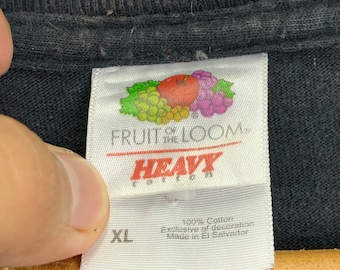 FRUIT OF THE LOOM
HEAVY
cotton
XL
100% Cotton
Exclusive of decoration
Made in El Salvador